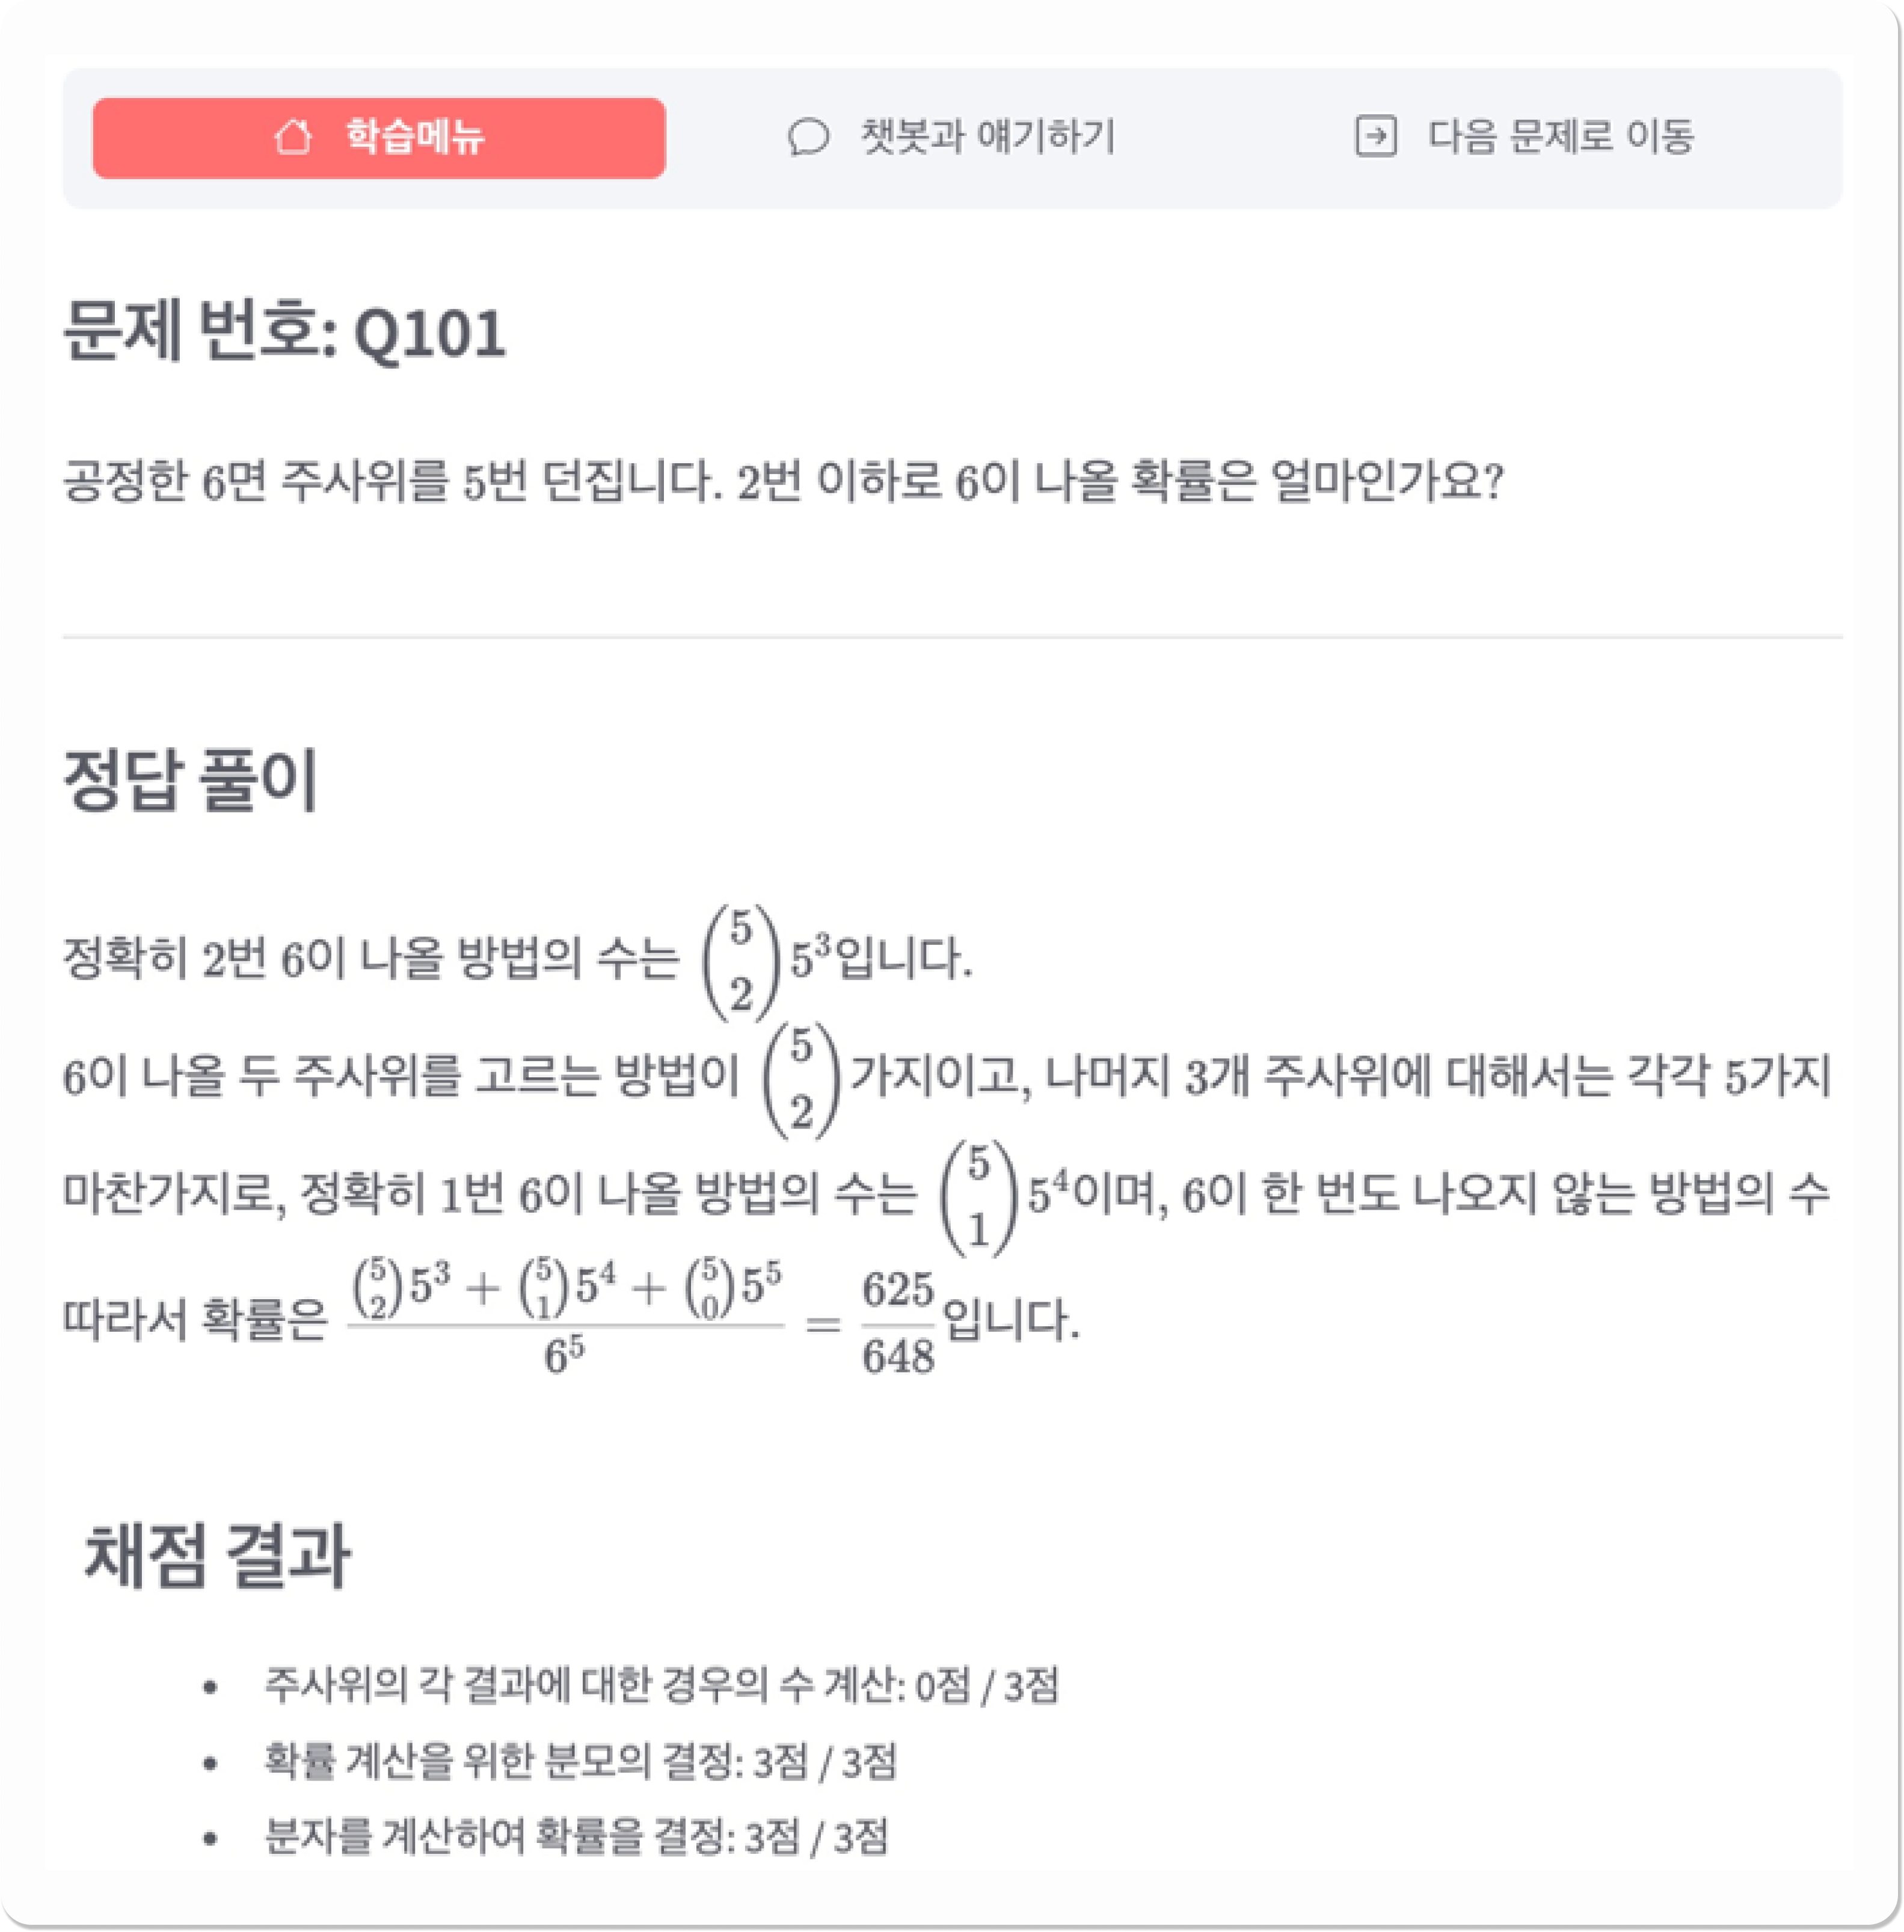 학습메뉴 챗봇과 얘기하기 다음 문제로 이동
문제 번호: Q101
공정한 6면 주사위를 5번 던집니다. 2번 이하로 6이 나올 확률은 얼마인가요?
정답 풀이
정확히 2번 6이 나올 방법의 수는 $\binom{5}{2}5^3$입니다.
6이 나올 두 주사위를 고르는 방법이 $\binom{5}{2}$가지이고, 나머지 3개 주사위에 대해서는 각각 5가지
마찬가지로, 정확히 1번 6이 나올 방법의 수는 $\binom{5}{1}5^4$이며, 6이 한 번도 나오지 않는 방법의 수
따라서 확률은 $\frac{\binom{5}{2}5^3 + \binom{5}{1}5^4 + \binom{5}{0}5^5}{6^5} = \frac{625}{648}$입니다.
채점 결과
• 주사위의 각 결과에 대한 경우의 수 계산: 0점 / 3점
• 확률 계산을 위한 분모의 결정: 3점 / 3점
• 분자를 계산하여 확률을 결정: 3점 / 3점